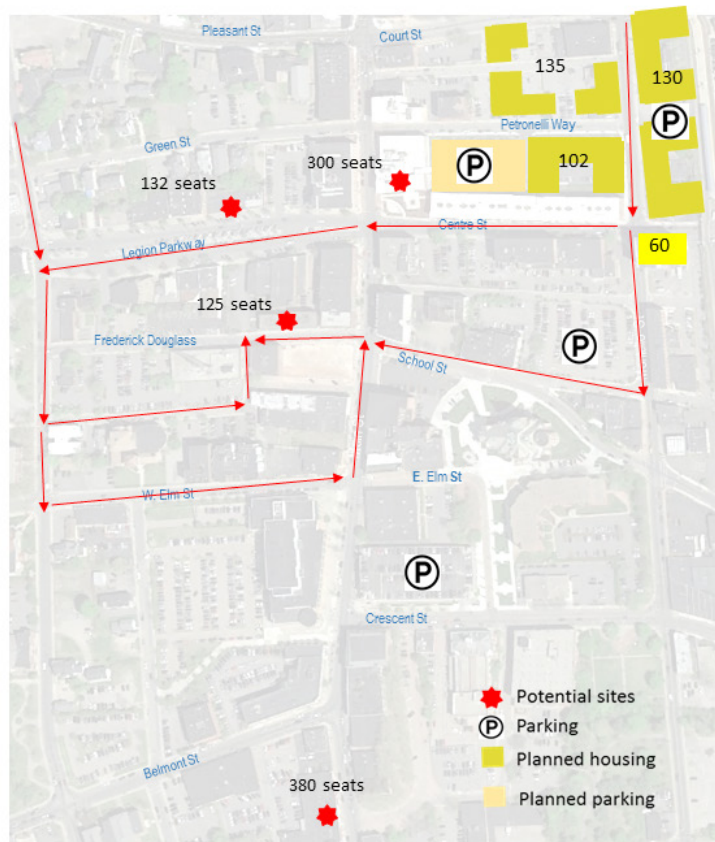 Pleasant St
Court St
135
130
P
Petronelli Way
Green St
300 seats
P
102
132 seats
Centre St
60
Legion Parkway
125 seats
Frederick Douglass
P
School St
E. Elm St
W. Elm St
P
Crescent St
Potential sites
P Parking
Planned housing
Belmont St
Planned parking
380 seats